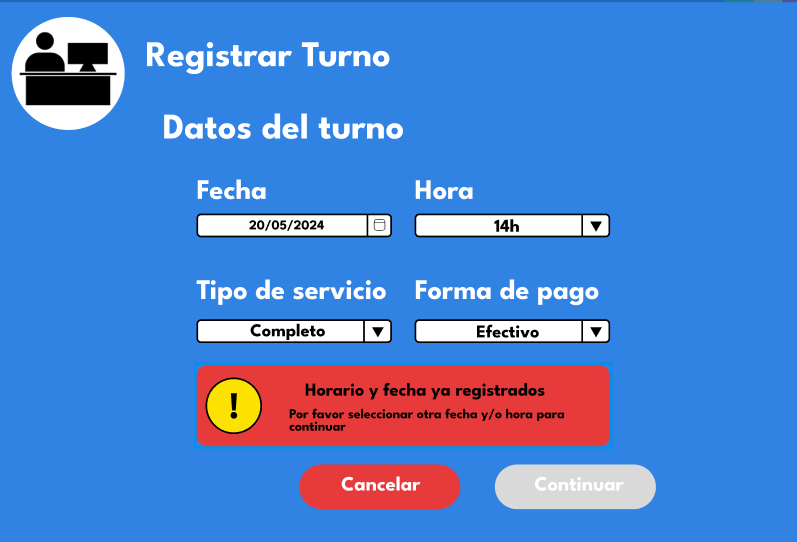 Registrar Turno
Datos del turno
Fecha
Hora
20/05/2024
14h
Tipo de servicio
Forma de pago
Completo
Efectivo
!
Horario y fecha ya registrados
Por favor seleccionar otra fecha y/o hora para
continuar
Cancelar
Continuar